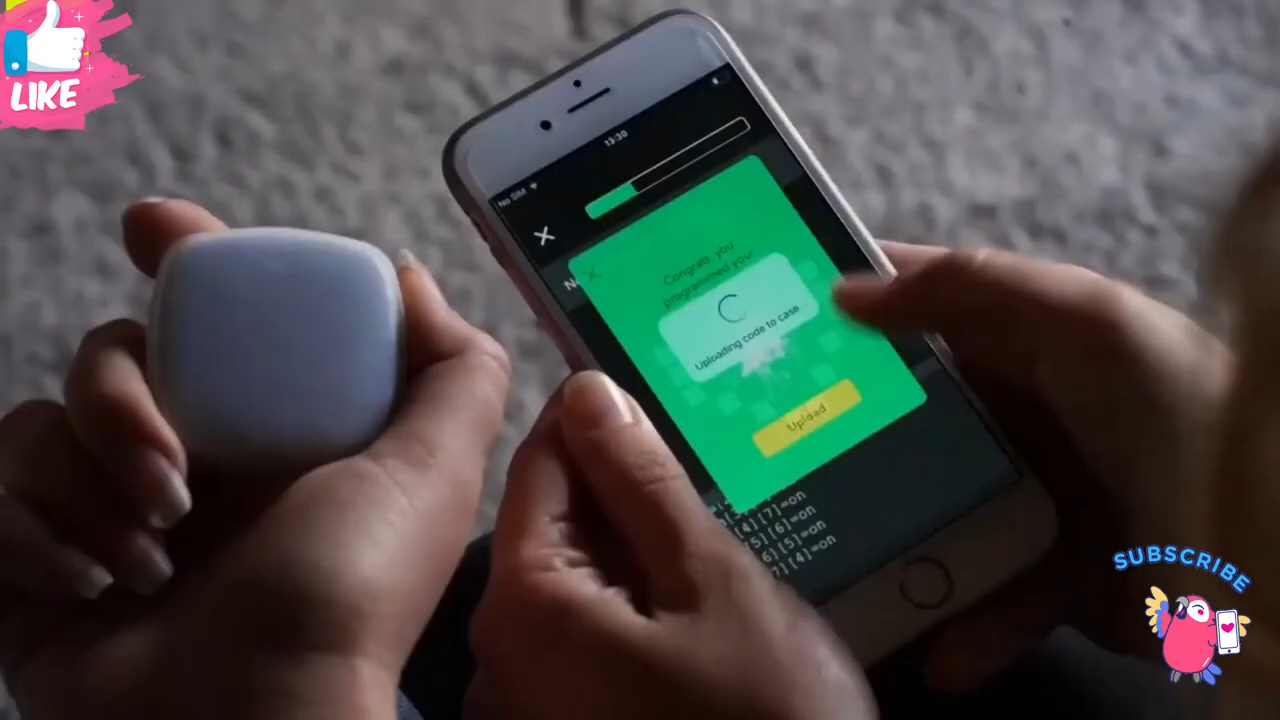 LIKE
13:30
No SIM
Congrats, you
programmed your
Uploading code to case...
Upload
[4][7]=on
[5][6]=on
6][5]=on
7][4]=on
SUBSCRIBE